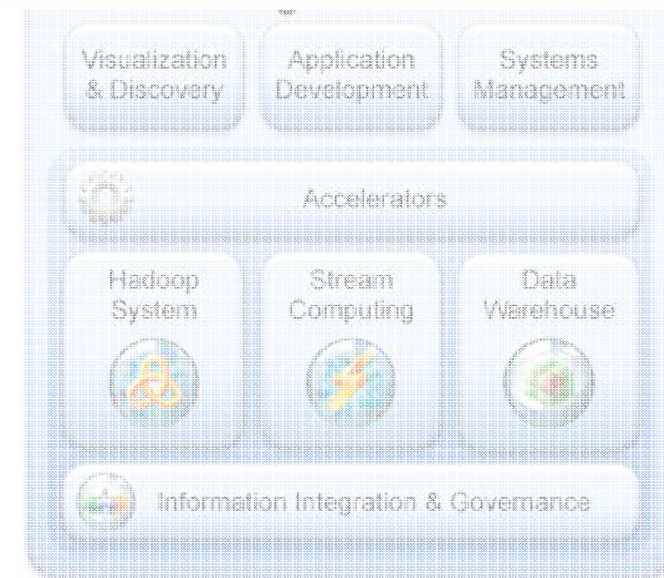 Visualization
& Discovery
Application
Development
Systems
Management
Accelerators
Hadoop
System
Stream
Computing
Data
Warehouse
Information Integration & Governance